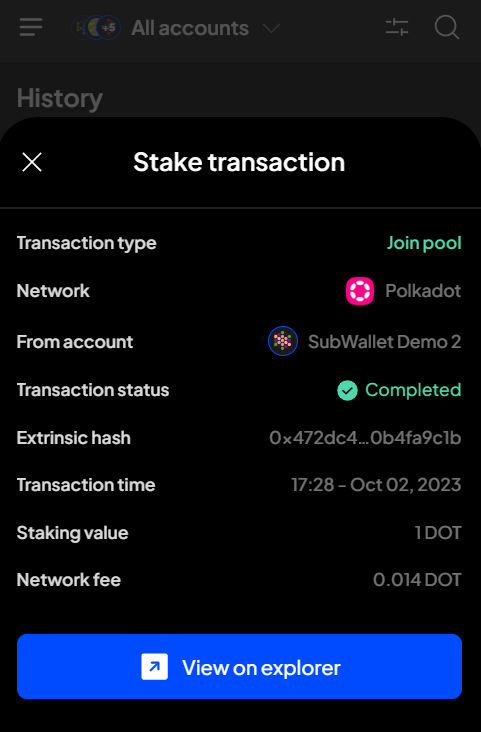 +5 All accounts
History
Stake transaction
Transaction type Join pool
Network Polkadot
From account SubWallet Demo 2
Transaction status Completed
Extrinsic hash 0×472dc4...0b4fa9c1b
Transaction time 17:28 - Oct 02, 2023
Staking value 1 DOT
Network fee 0.014 DOT
View on explorer